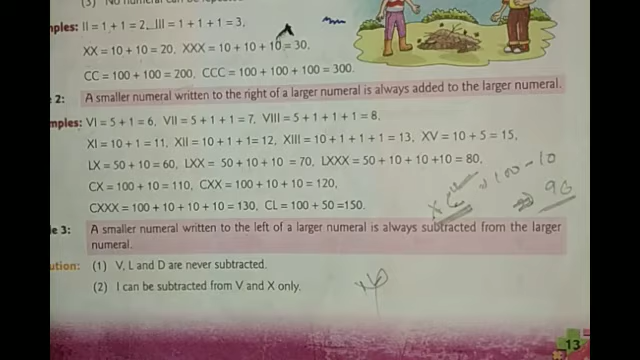 (3) No numeral can be
mples: II = 1 + 1 = 2, III = 1 + 1 + 1 = 3,
XX = 10 + 10 = 20, XXX = 10 + 10 + 10 = 30,
CC = 100 + 100 = 200, CCC = 100 + 100 + 100 = 300.
2: A smaller numeral written to the right of a larger numeral is always added to the larger numeral.
mples: VI = 5 + 1 = 6, VII = 5 + 1 + 1 = 7, VIII = 5 + 1 + 1 + 1 = 8,
XI = 10 + 1 = 11, XII = 10 + 1 + 1 = 12, XIII = 10 + 1 + 1 + 1 = 13, XV = 10 + 5 = 15,
LX = 50 + 10 = 60, LXX = 50 + 10 + 10 = 70, LXXX = 50 + 10 + 10 +10 = 80,
CX = 100 + 10 = 110, CXX = 100 + 10 + 10 = 120,
CXXX = 100 + 10 + 10 + 10 = 130, CL = 100 + 50 =150.
XC ⇒ 100 - 10
⇒ 90
le 3: A smaller numeral written to the left of a larger numeral is always subtracted from the larger
numeral.
ution: (1) V, L and D are never subtracted.
(2) I can be subtracted from V and X only.
13